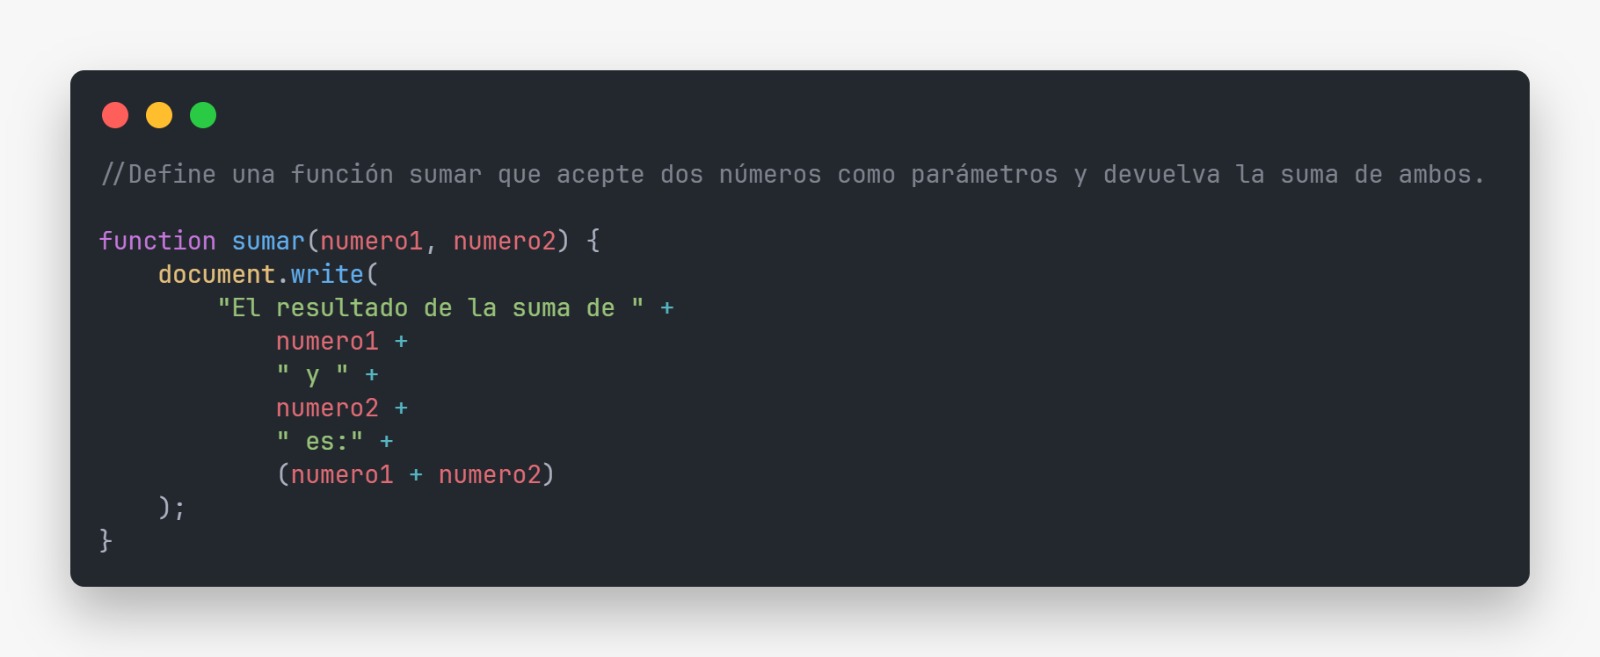 //Define una función sumar que acepte dos números como parámetros y devuelva la suma de ambos.

function sumar(numero1, numero2) {
    document.write(
        "El resultado de la suma de " +
            numero1 +
            " y " +
            numero2 +
            " es:" +
            (numero1 + numero2)
    );
}